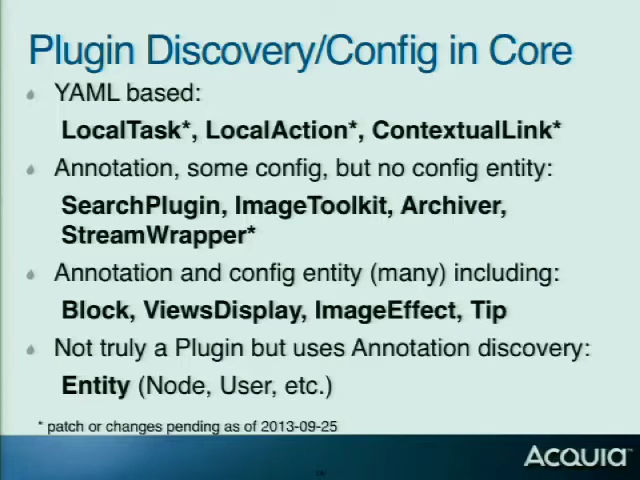 Plugin Discovery/Config in Core
YAML based:
LocalTask*, LocalAction*, ContextualLink*
Annotation, some config, but no config entity:
SearchPlugin, ImageToolkit, Archiver,
StreamWrapper*
Annotation and config entity (many) including:
Block, ViewsDisplay, ImageEffect, Tip
Not truly a Plugin but uses Annotation discovery:
Entity (Node, User, etc.)
* patch or changes pending as of 2013-09-25
ACQUIA